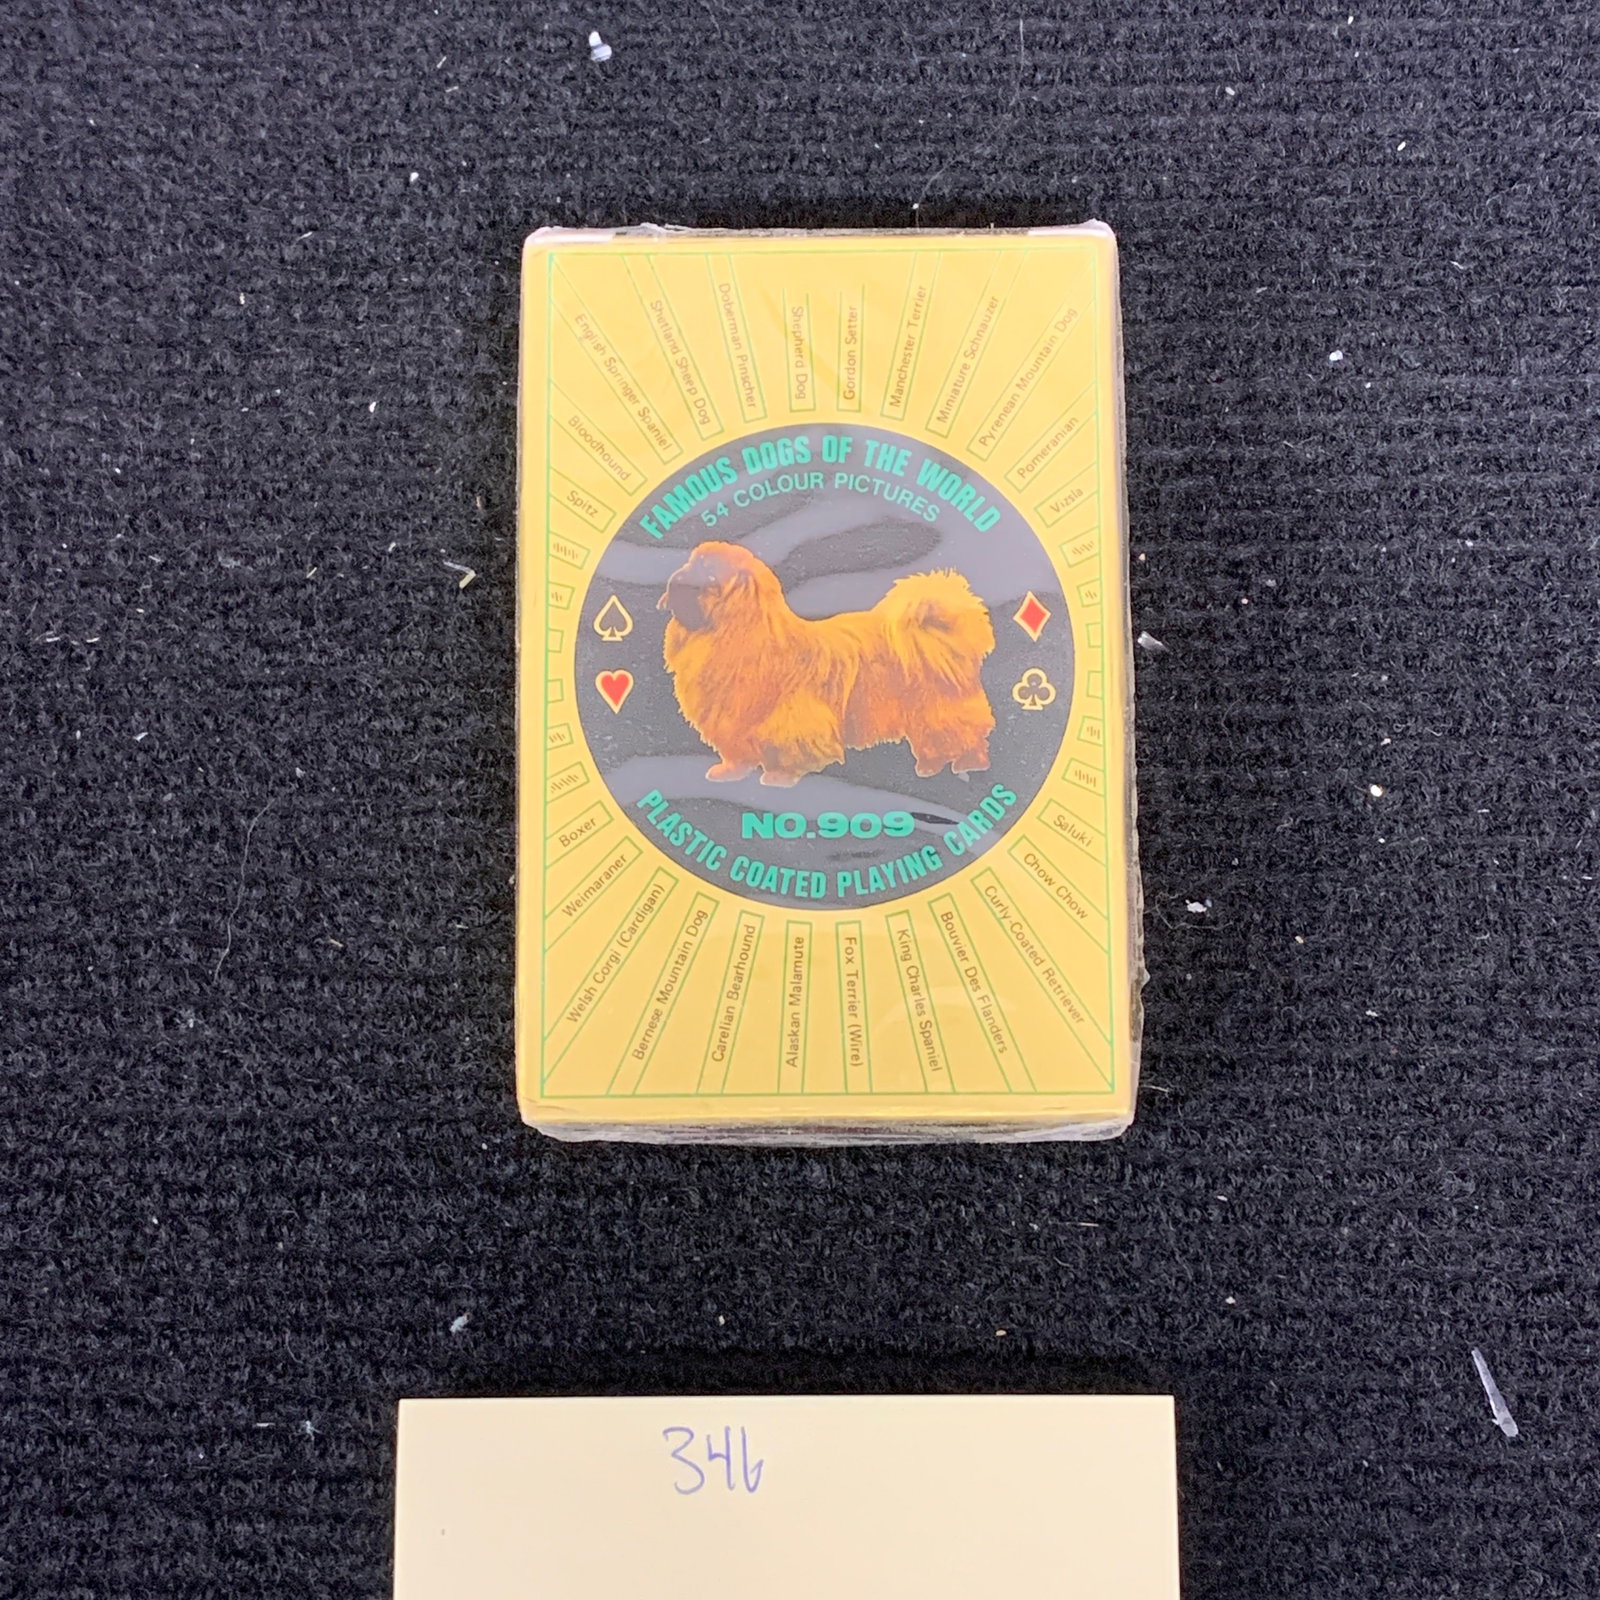 English Springer Spaniel
Shetland Sheep Dog
Doberman Pinscher
Shepherd Dog
Gordon Setter
Manchester Terrier
Miniature Schnauzer
Pyrenean Mountain Dog
Bloodhound
Pomeranian
Spitz
Vizsla
FAMOUS DOGS OF THE WORLD
54 COLOUR PICTURES
NO.909
PLASTIC COATED PLAYING CARDS
Boxer
Saluki
Weimaraner
Chow Chow
Welsh Corgi (Cardigan)
Bernese Mountain Dog
Carelian Bearhound
Alaskan Malamute
Fox Terrier (Wire)
King Charles Spaniel
Bouvier Des Flanders
Curly-Coated Retriever
346